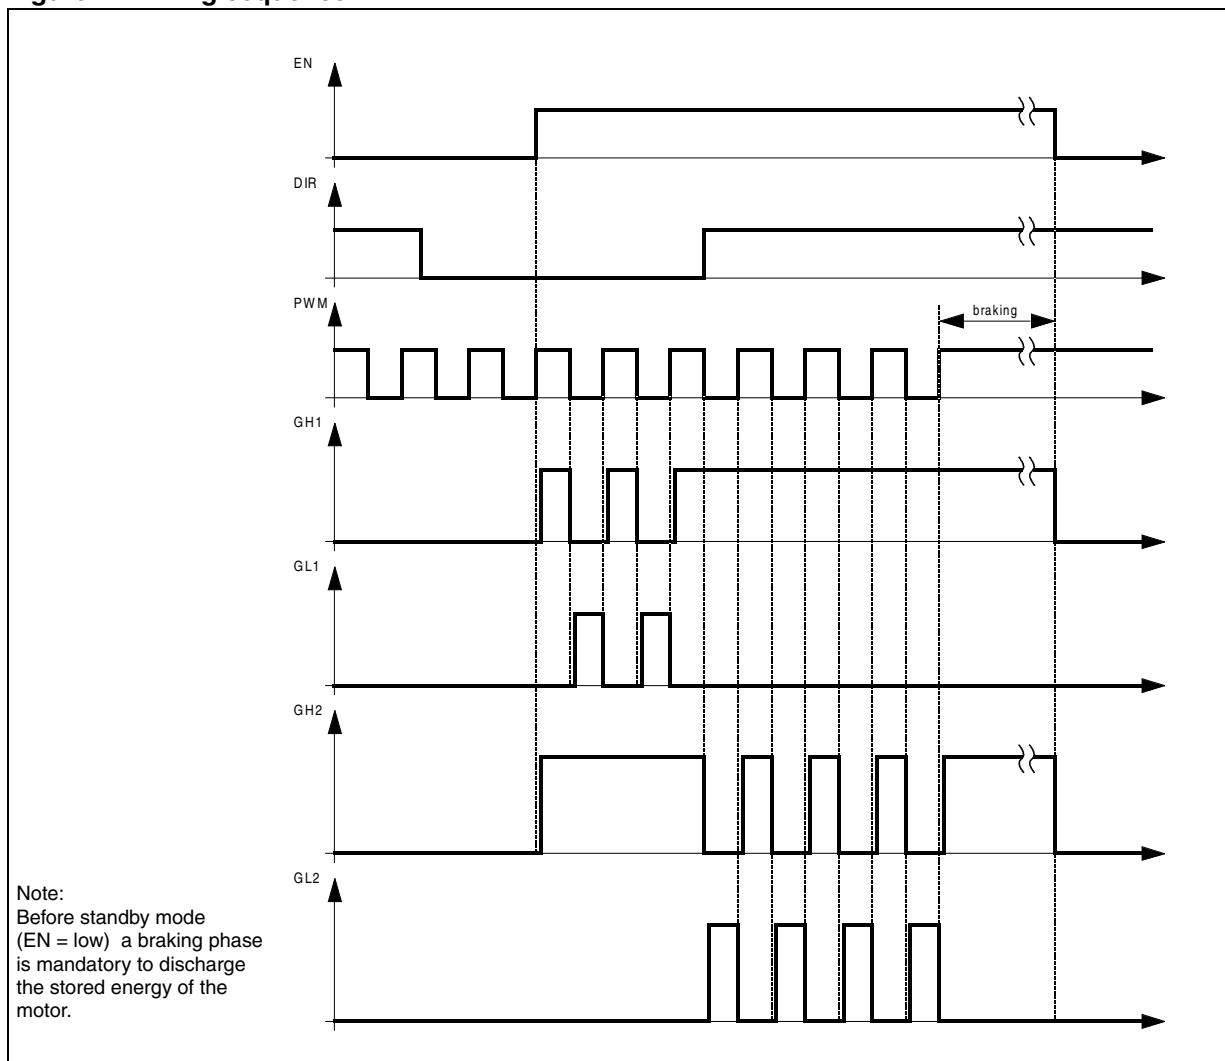 EN
DIR
PWM
braking
GH1
GL1
GH2
GL2
Note:
Before standby mode
(EN = low) a braking phase
is mandatory to discharge
the stored energy of the
motor.